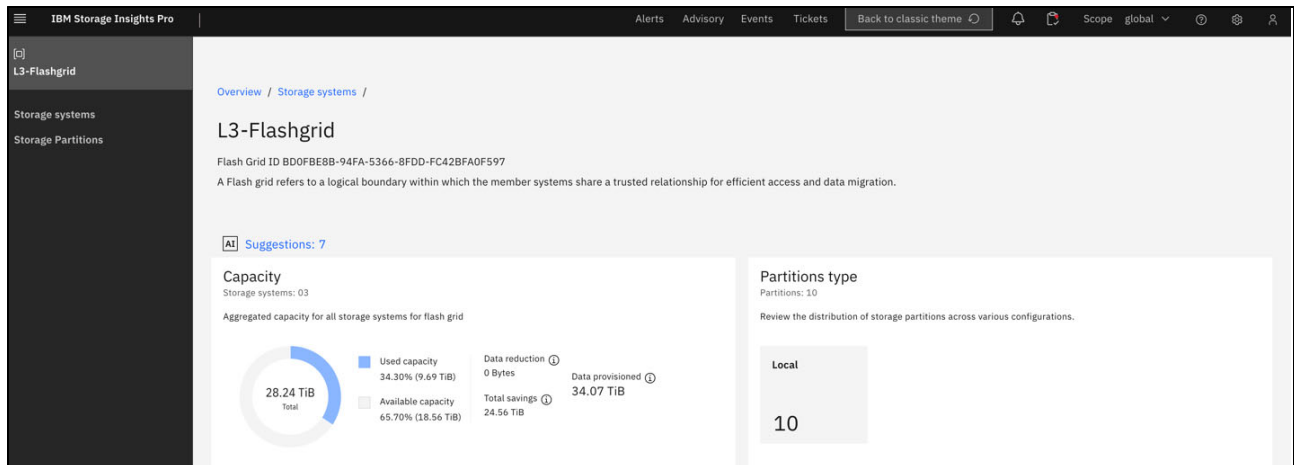 IBM Storage Insights Pro
Alerts Advisory Events Tickets Back to classic theme Scope global
L3-Flashgrid
Storage systems
Storage Partitions
Overview / Storage systems /
L3-Flashgrid
Flash Grid ID BD0FBE8B-94FA-5366-8FDD-FC42BFA0F597
A Flash grid refers to a logical boundary within which the member systems share a trusted relationship for efficient access and data migration.
AI Suggestions: 7
Capacity
Storage systems: 03
Aggregated capacity for all storage systems for flash grid
28.24 TiB
Total
Used capacity
34.30% (9.69 TiB)
Available capacity
65.70% (18.56 TiB)
Data reduction
0 Bytes
Total savings
24.56 TiB
Data provisioned
34.07 TiB
Partitions type
Partitions: 10
Review the distribution of storage partitions across various configurations.
Local
10